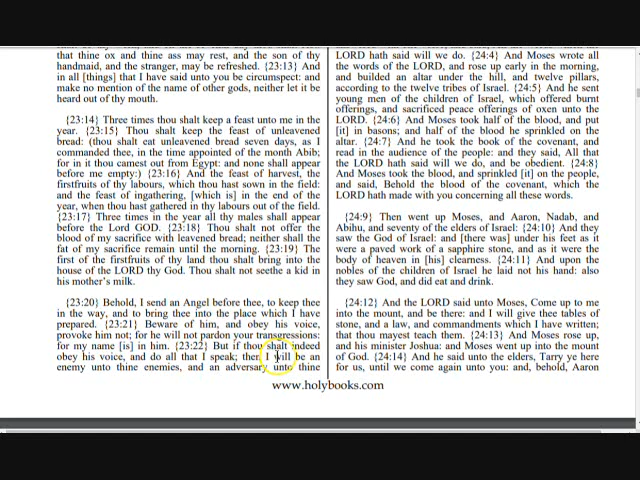 that thine ox and thine ass may rest, and the son of thy
handmaid, and the stranger, may be refreshed. {23:13} And
in all [things] that I have said unto you be circumspect: and
make no mention of the name of other gods, neither let it be
heard out of thy mouth.
{23:14} Three times thou shalt keep a feast unto me in the
year. {23:15} Thou shalt keep the feast of unleavened
bread: (thou shalt eat unleavened bread seven days, as I
commanded thee, in the time appointed of the month Abib;
for in it thou camest out from Egypt: and none shall appear
before me empty:) {23:16} And the feast of harvest, the
firstfruits of thy labours, which thou hast sown in the field:
and the feast of ingathering, [which is] in the end of the
year, when thou hast gathered in thy labours out of the field.
{23:17} Three times in the year all thy males shall appear
before the Lord GOD. {23:18} Thou shalt not offer the
blood of my sacrifice with leavened bread; neither shall the
fat of my sacrifice remain until the morning. {23:19} The
first of the firstfruits of thy land thou shalt bring into the
house of the LORD thy God. Thou shalt not seethe a kid in
his mother's milk.
{23:20} Behold, I send an Angel before thee, to keep thee
in the way, and to bring thee into the place which I have
prepared. {23:21} Beware of him, and obey his voice,
provoke him not; for he will not pardon your transgressions:
for my name [is] in him. {23:22} But if thou shalt indeed
obey his voice, and do all that I speak; then I will be an
enemy unto thine enemies, and an adversary unto thine
LORD hath said will we do. {24:4} And Moses wrote all
the words of the LORD, and rose up early in the morning,
and builded an altar under the hill, and twelve pillars,
according to the twelve tribes of Israel. {24:5} And he sent
young men of the children of Israel, which offered burnt
offerings, and sacrificed peace offerings of oxen unto the
LORD. {24:6} And Moses took half of the blood, and put
[it] in basons; and half of the blood he sprinkled on the
altar. {24:7} And he took the book of the covenant, and
read in the audience of the people: and they said, All that
the LORD hath said will we do, and be obedient. {24:8}
And Moses took the blood, and sprinkled [it] on the people,
and said, Behold the blood of the covenant, which the
LORD hath made with you concerning all these words.
{24:9} Then went up Moses, and Aaron, Nadab, and
Abihu, and seventy of the elders of Israel: {24:10} And they
saw the God of Israel: and [there was] under his feet as it
were a paved work of a sapphire stone, and as it were the
body of heaven in [his] clearness. {24:11} And upon the
nobles of the children of Israel he laid not his hand: also
they saw God, and did eat and drink.
{24:12} And the LORD said unto Moses, Come up to me
into the mount, and be there: and I will give thee tables of
stone, and a law, and commandments which I have written;
that thou mayest teach them. {24:13} And Moses rose up,
and his minister Joshua: and Moses went up into the mount
of God. {24:14} And he said unto the elders, Tarry ye here
for us, until we come again unto you: and, behold, Aaron
www.holybooks.com